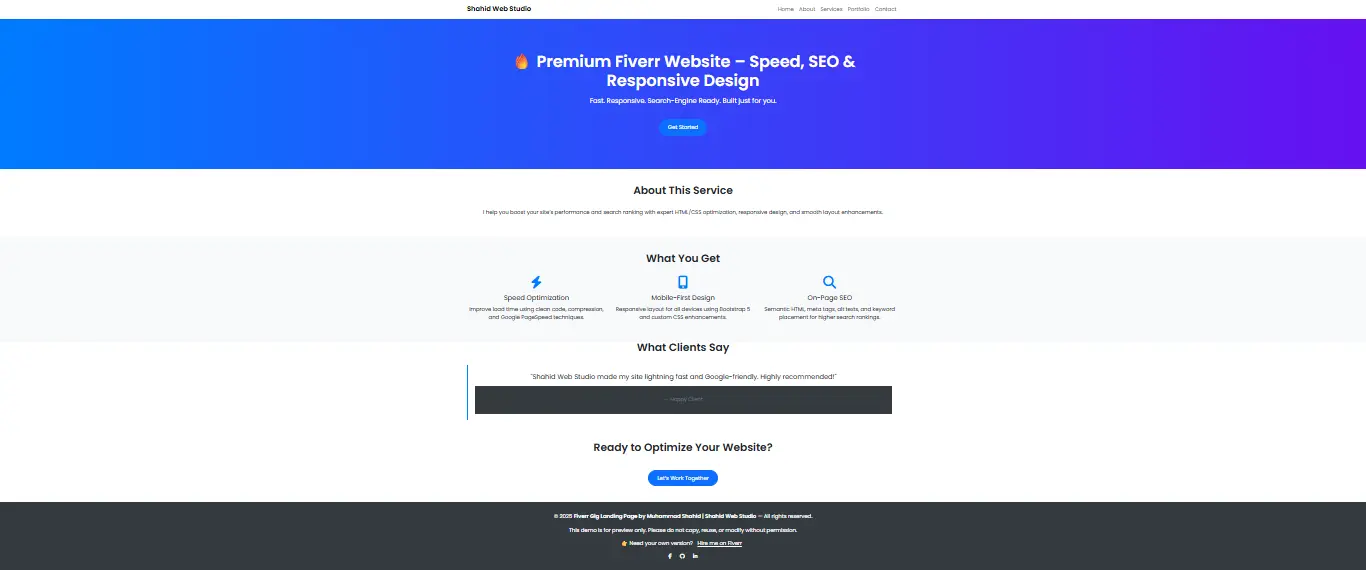 Shahid Web Studio
Home About Services Portfolio Contact
🔥 Premium Fiverr Website – Speed, SEO &
Responsive Design
Fast. Responsive. Search-Engine Ready. Built just for you.
Get Started
About This Service
I help you boost your site's performance and search ranking with expert HTML/CSS optimization, responsive design, and smooth layout enhancements.
What You Get
Speed Optimization
Improve load time using clean code, compression,
and Google PageSpeed techniques.
Mobile-First Design
Responsive layout for all devices using Bootstrap 5
and custom CSS enhancements.
On-Page SEO
Semantic HTML, meta tags, alt texts, and keyword
placement for higher search rankings.
What Clients Say
"Shahid Web Studio made my site lightning fast and Google-friendly. Highly recommended!"
— Happy Client
Ready to Optimize Your Website?
Let's Work Together
© 2025 Fiverr Gig Landing Page by Muhammad Shahid | Shahid Web Studio — All rights reserved.
This demo is for preview only. Please do not copy, reuse, or modify without permission.
👉 Need your own version? Hire me on Fiverr